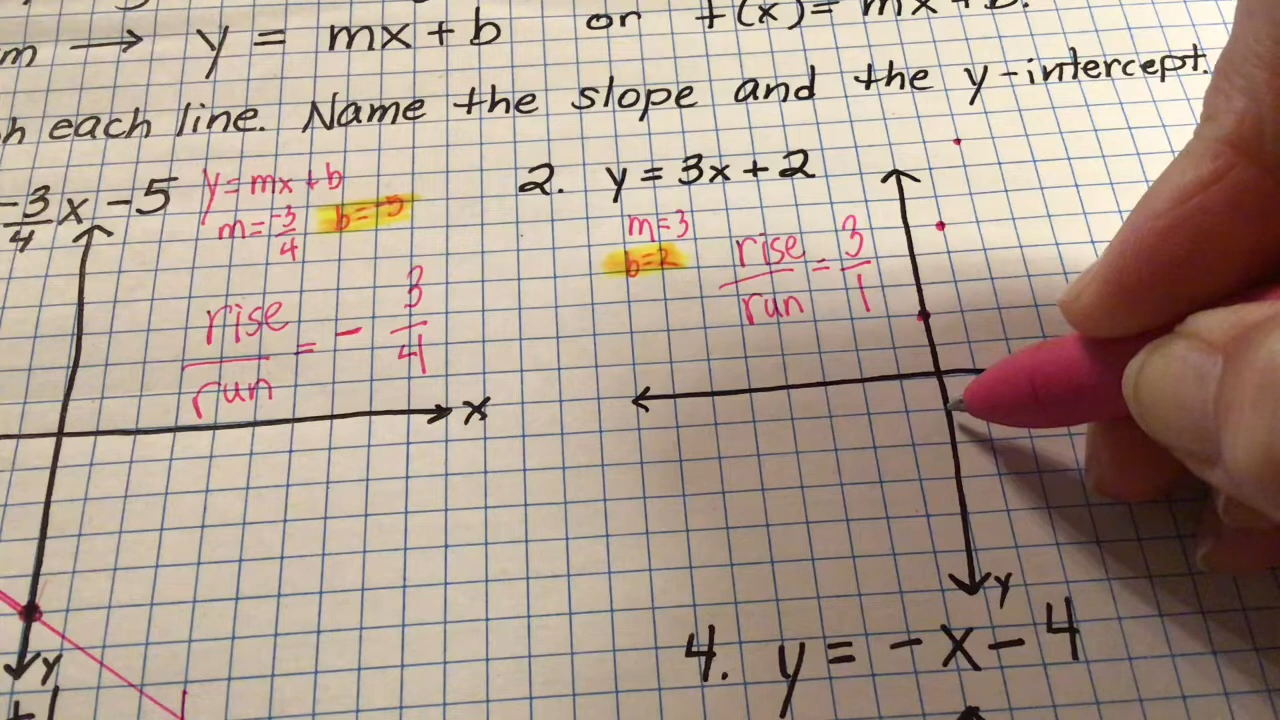 m → y = mx + b or f(x) = mx + b.
h each line. Name the slope and the y-intercept.
-3/4 x - 5 y = mx + b
m = -3/4 b = -5
rise/run = - 3/4
x
y
2. y = 3x + 2
m = 3
b = 2
rise/run = 3/1
y
4. y = -x - 4